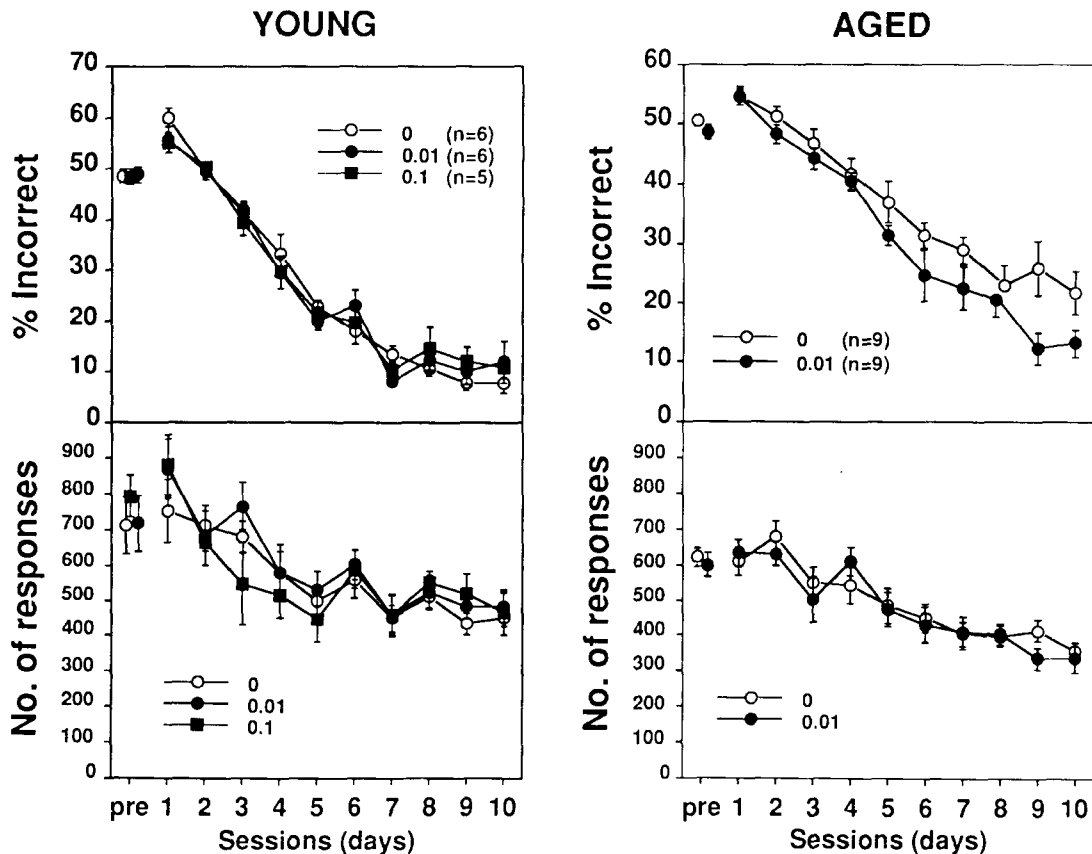 YOUNG
AGED
% Incorrect
70
60
50
40
30
20
10
0
0 (n=6)
0.01 (n=6)
0.1 (n=5)
% Incorrect
60
50
40
30
20
10
0
0 (n=9)
0.01 (n=9)
No. of responses
900
800
700
600
500
400
300
200
100
0
0
0.01
0.1
pre 1 2 3 4 5 6 7 8 9 10
Sessions (days)
No. of responses
900
800
700
600
500
400
300
200
100
0
0
0.01
pre 1 2 3 4 5 6 7 8 9 10
Sessions (days)